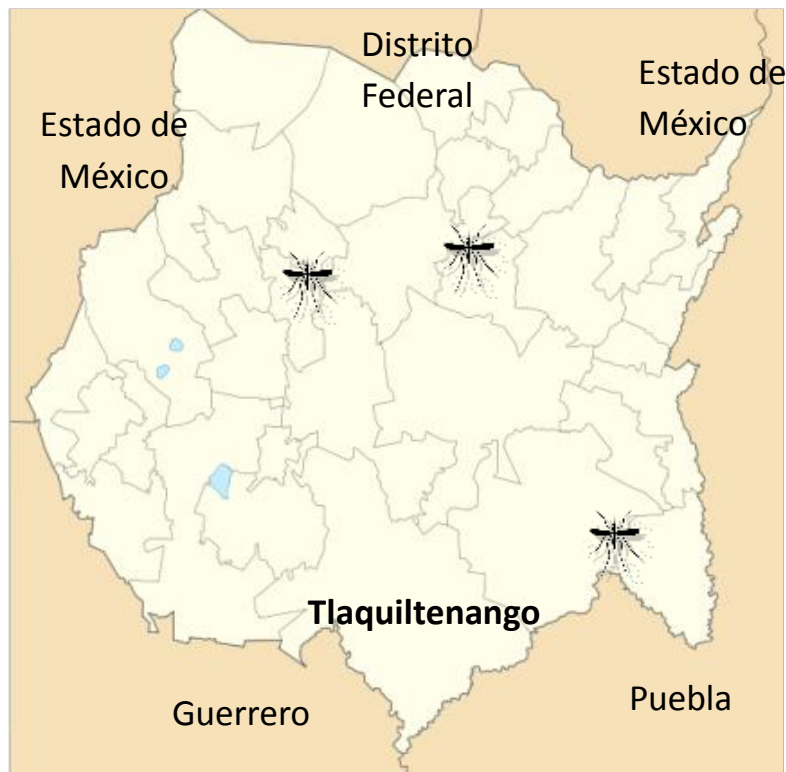 Distrito
Federal
Estado de
México
Estado de
México
Tlaquiltenango
Guerrero
Puebla